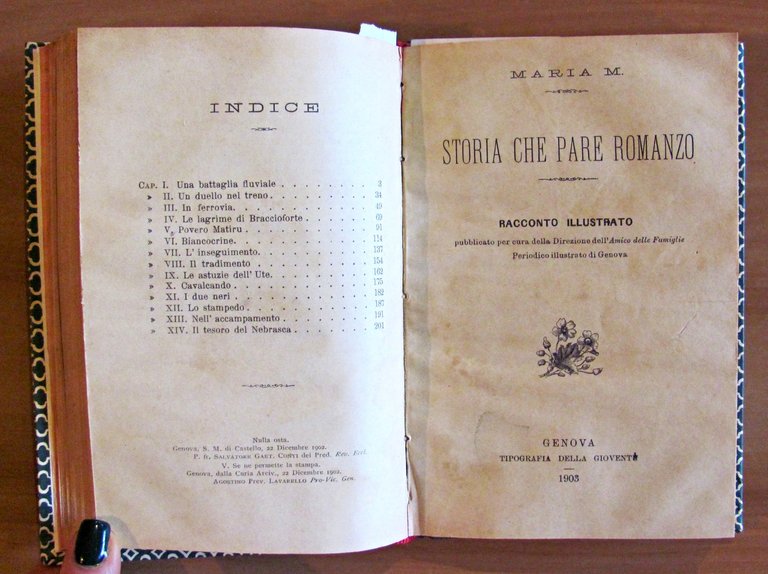 INDICE
CAP. I. Una battaglia fluviale . . . . . . . . 3
» II. Un duello nel treno . . . . . . . . 34
» III. In ferrovia. . . . . . . . . . . 49
» IV. Le lagrime di Braccioforte . . . . . . 69
» V. Povero Matiru . . . . . . . . . . 91
» VI. Biancocrine. . . . . . . . . . . 114
» VII. L' inseguimento. . . . . . . . . . 137
» VIII. Il tradimento . . . . . . . . . . 154
» IX. Le astuzie dell' Ute. . . . . . . . . 162
» X. Cavalcando . . . . . . . . . . . 175
» XI. I due neri . . . . . . . . . . . 182
» XII. Lo stampedo . . . . . . . . . . 187
» XIII. Nell' accampamento . . . . . . . . 191
» XIV. Il tesoro del Nebrasca . . . . . . . 201
Nulla osta.
Genova, S. M. di Castello, 22 Dicembre 1902.
P. fr. SALVATORE GAET. CONTI dei Pred. Rev. Eccl.
V. Se ne permette la stampa.
Genova, dalla Curia Arciv., 22 Dicembre 1902.
AGOSTINO PIEV. LAVARELLO Pro-Vic. Gen.
MARIA M.
STORIA CHE PARE ROMANZO
RACCONTO ILLUSTRATO
pubblicato per cura della Direzione dell'Amico delle Famiglie
Periodico illustrato di Genova
GENOVA
TIPOGRAFIA DELLA GIOVENTÙ
1903